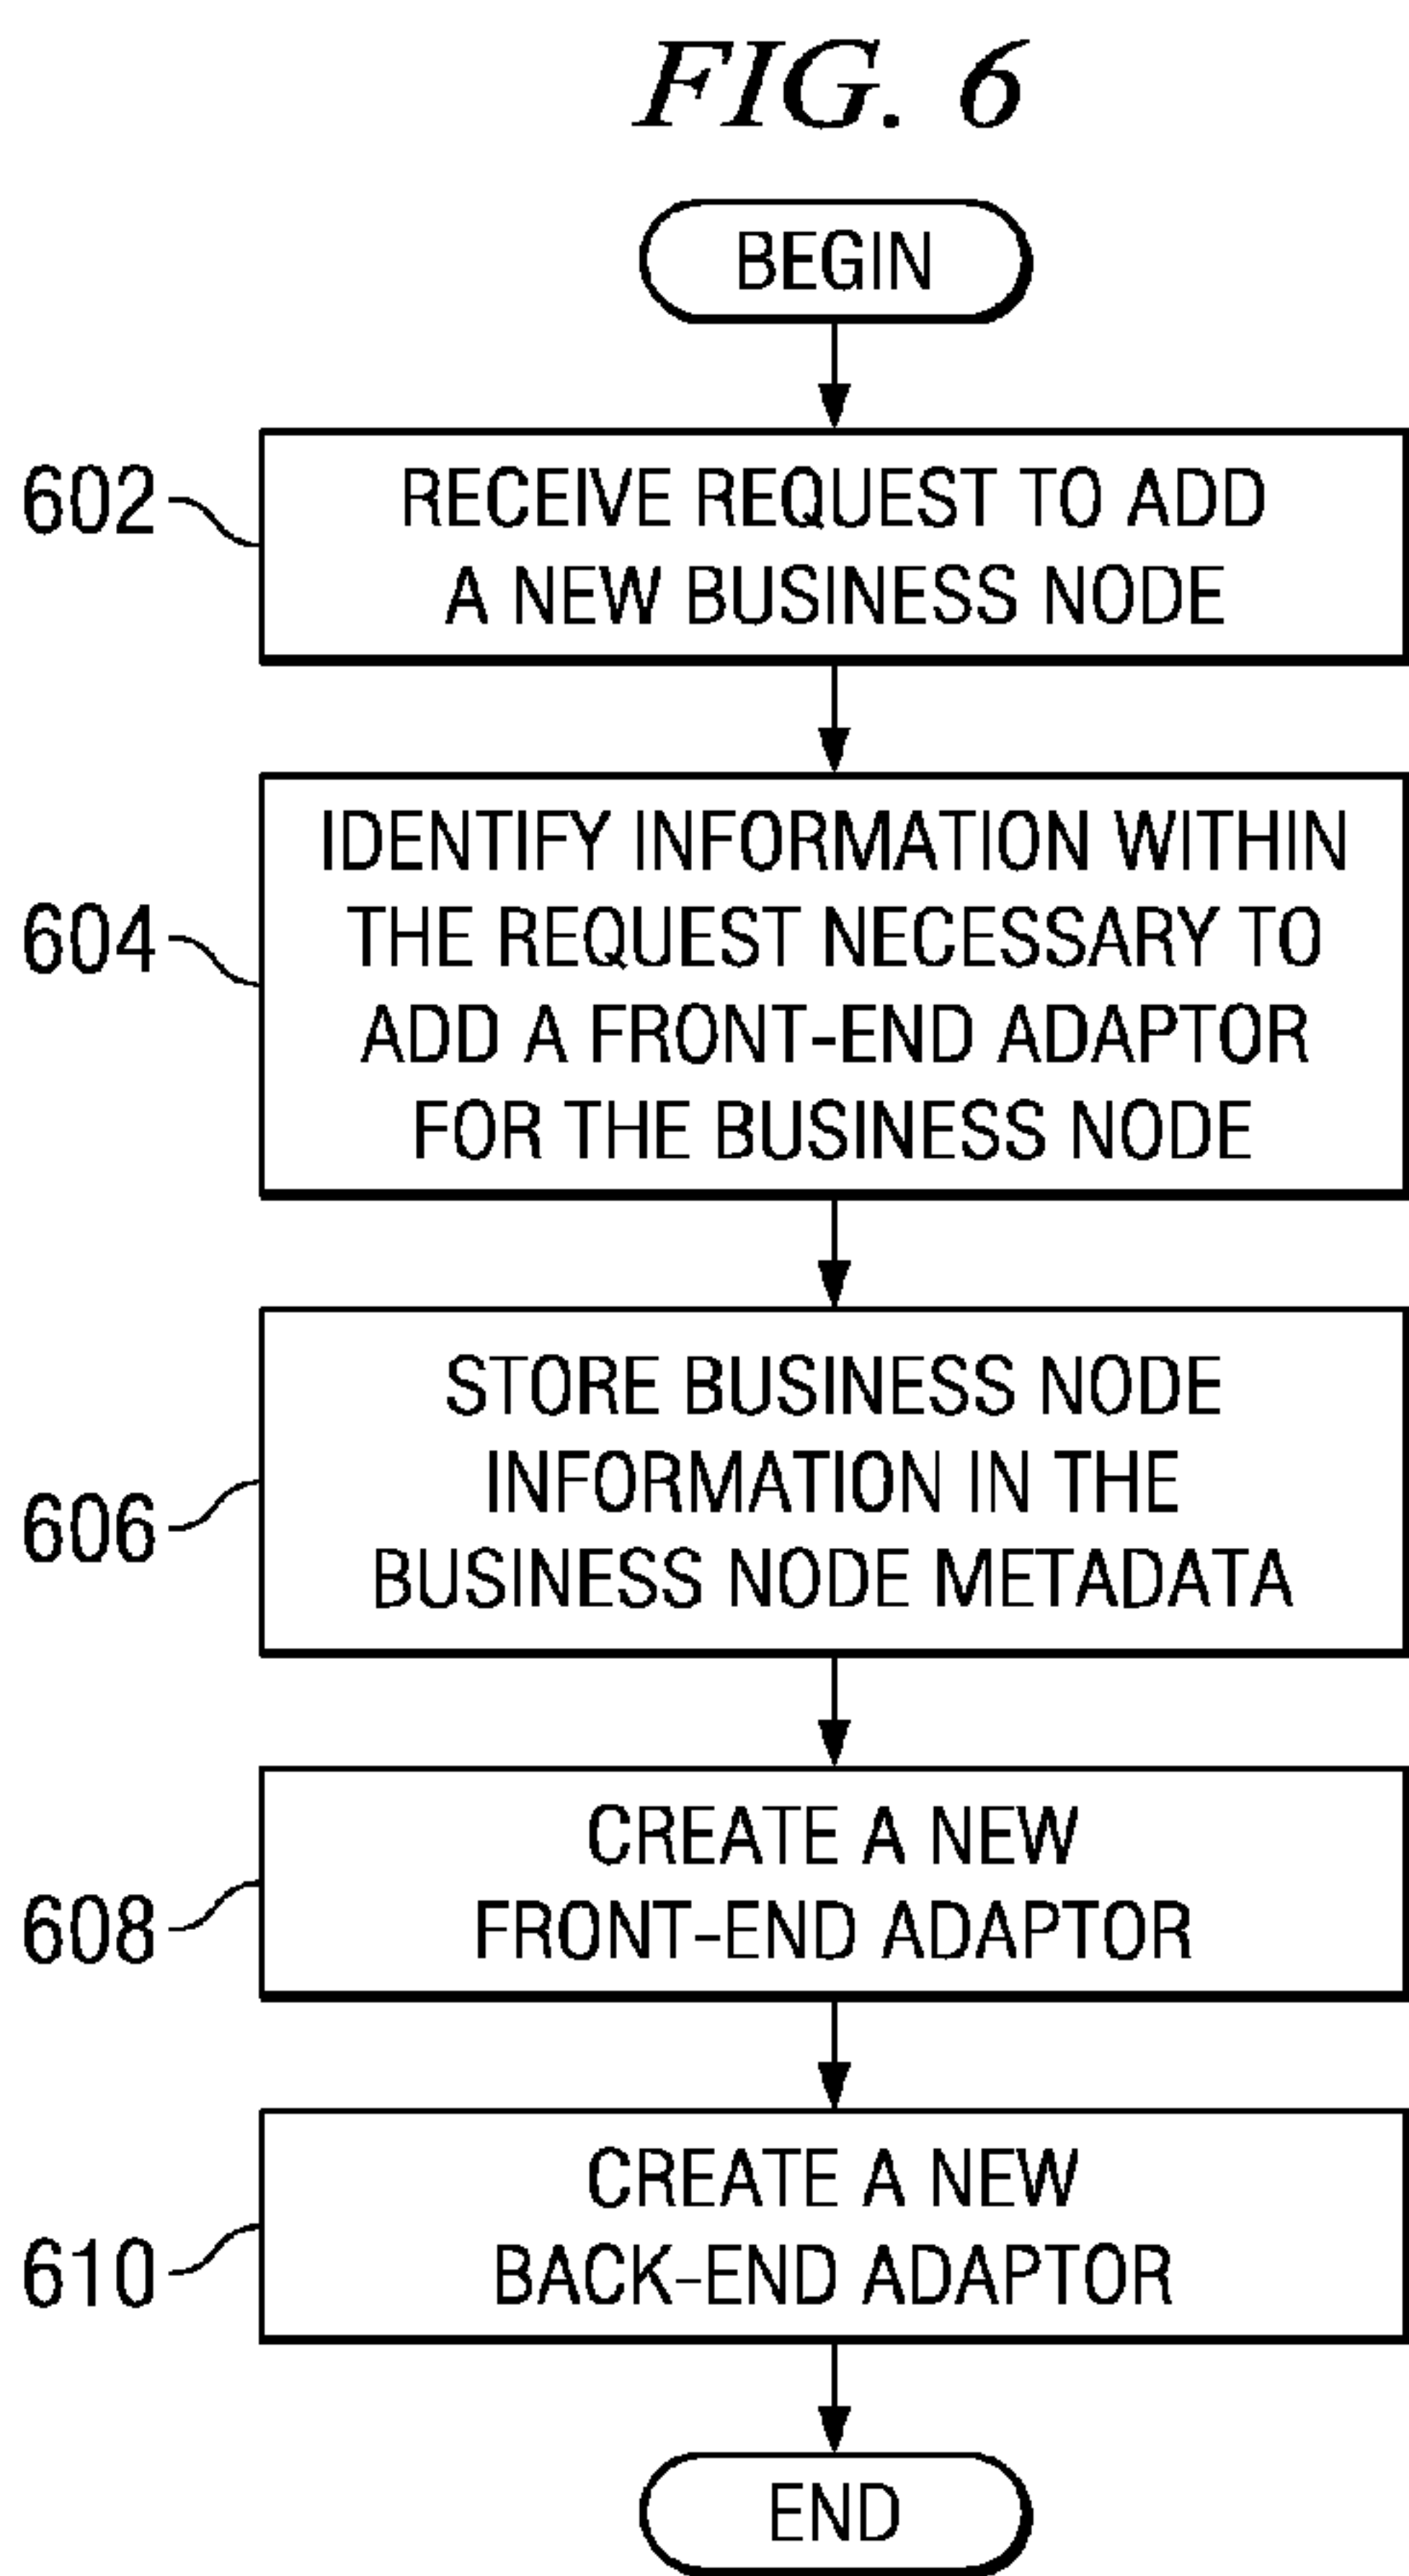 FIG. 6
BEGIN
602
RECEIVE REQUEST TO ADD
A NEW BUSINESS NODE
604
IDENTIFY INFORMATION WITHIN
THE REQUEST NECESSARY TO
ADD A FRONT-END ADAPTOR
FOR THE BUSINESS NODE
606
STORE BUSINESS NODE
INFORMATION IN THE
BUSINESS NODE METADATA
608
CREATE A NEW
FRONT-END ADAPTOR
610
CREATE A NEW
BACK-END ADAPTOR
END